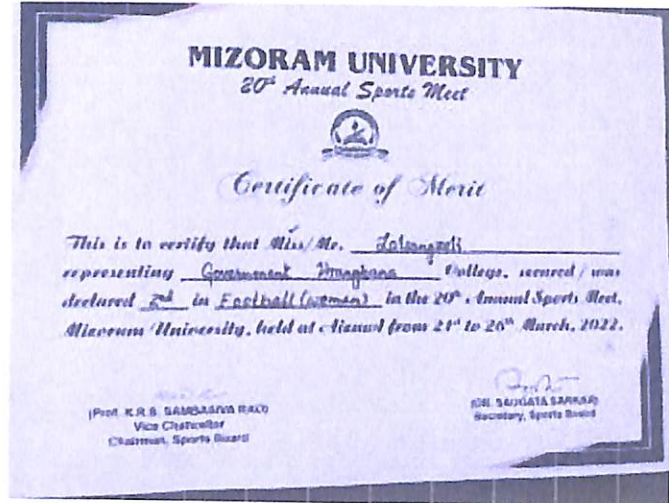 MIZORAM UNIVERSITY
20th Annual Sports Meet
Certificate of Merit
This is to certify that Miss/Mr.
representing Government Hrangbana College, secured / was
declared 2nd in Football (women) in the 20th Annual Sports Meet,
Mizoram University, held at Aizawl from 21st to 26th March, 2022.
(Prof. K.R.S. SAMBASIVA RAO)
Vice Chancellor
Chairman, Sports Board
(DR. SAUGATA SARKAR)
Secretary, Sports Board